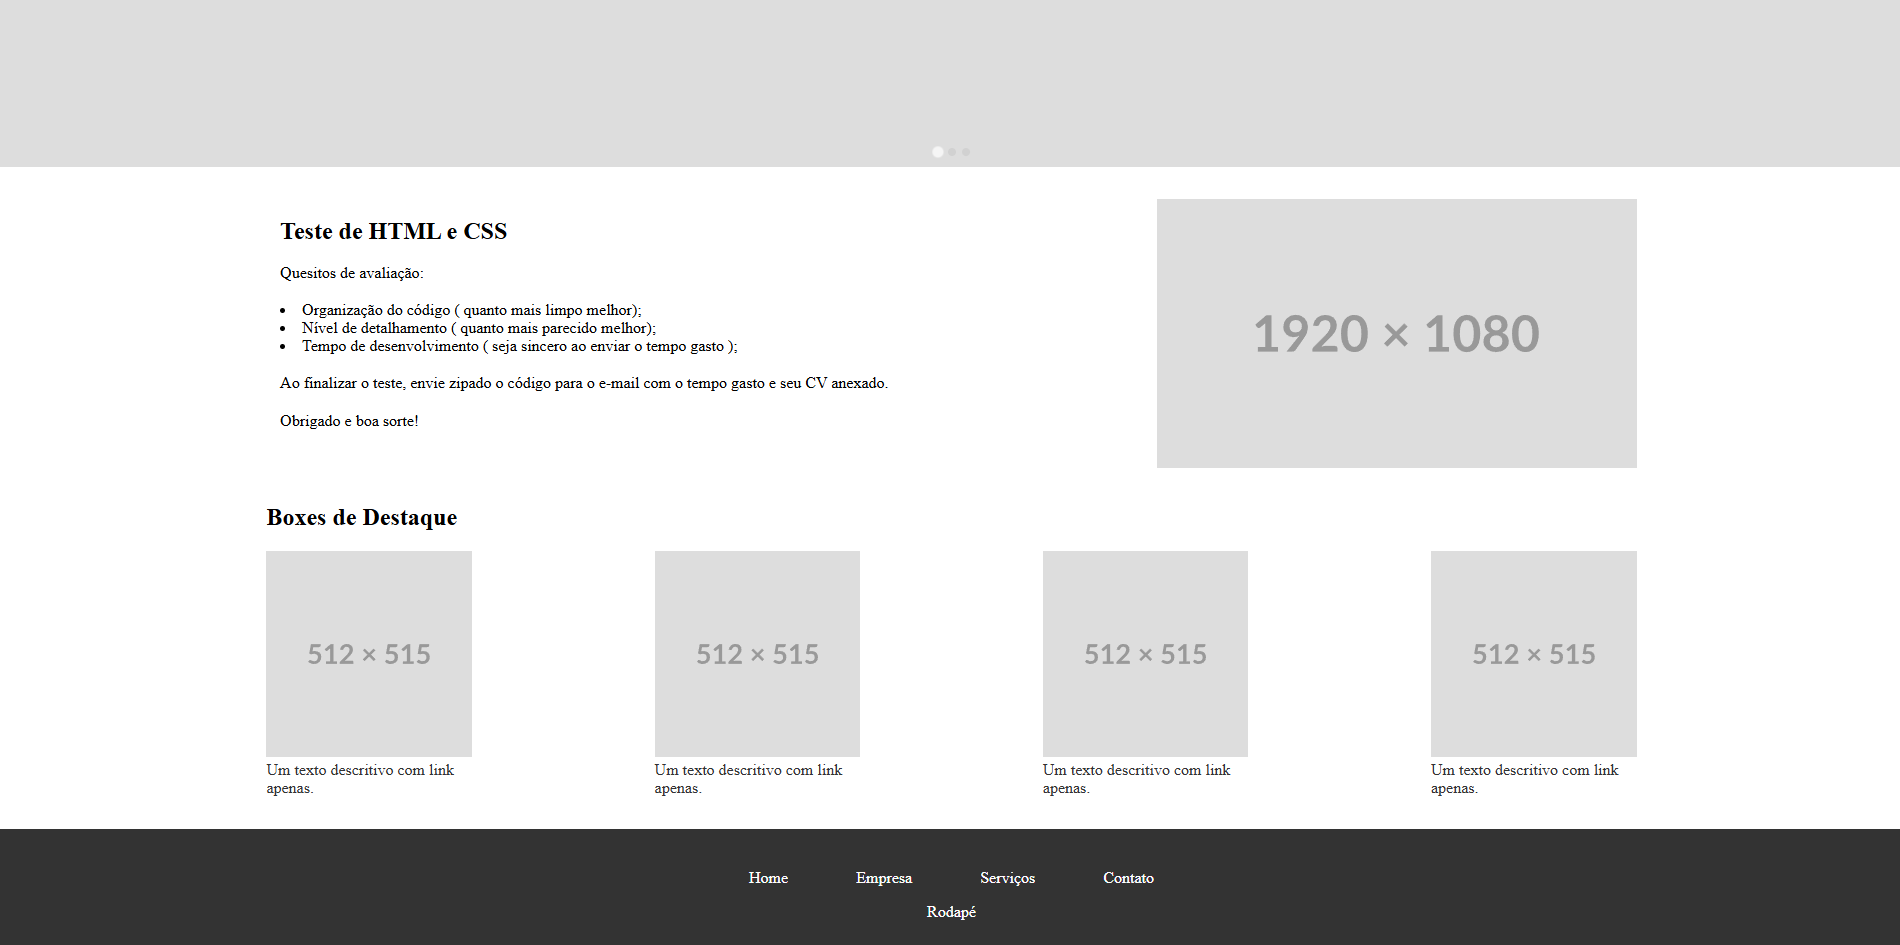 Teste de HTML e CSS
Quesitos de avaliação:
Organização do código ( quanto mais limpo melhor);
Nível de detalhamento ( quanto mais parecido melhor);
Tempo de desenvolvimento ( seja sincero ao enviar o tempo gasto );
Ao finalizar o teste, envie zipado o código para o e-mail com o tempo gasto e seu CV anexado.
Obrigado e boa sorte!
1920 × 1080
Boxes de Destaque
512 × 515
Um texto descritivo com link
apenas.
512 × 515
Um texto descritivo com link
apenas.
512 × 515
Um texto descritivo com link
apenas.
512 × 515
Um texto descritivo com link
apenas.
Home Empresa Serviços Contato
Rodapé